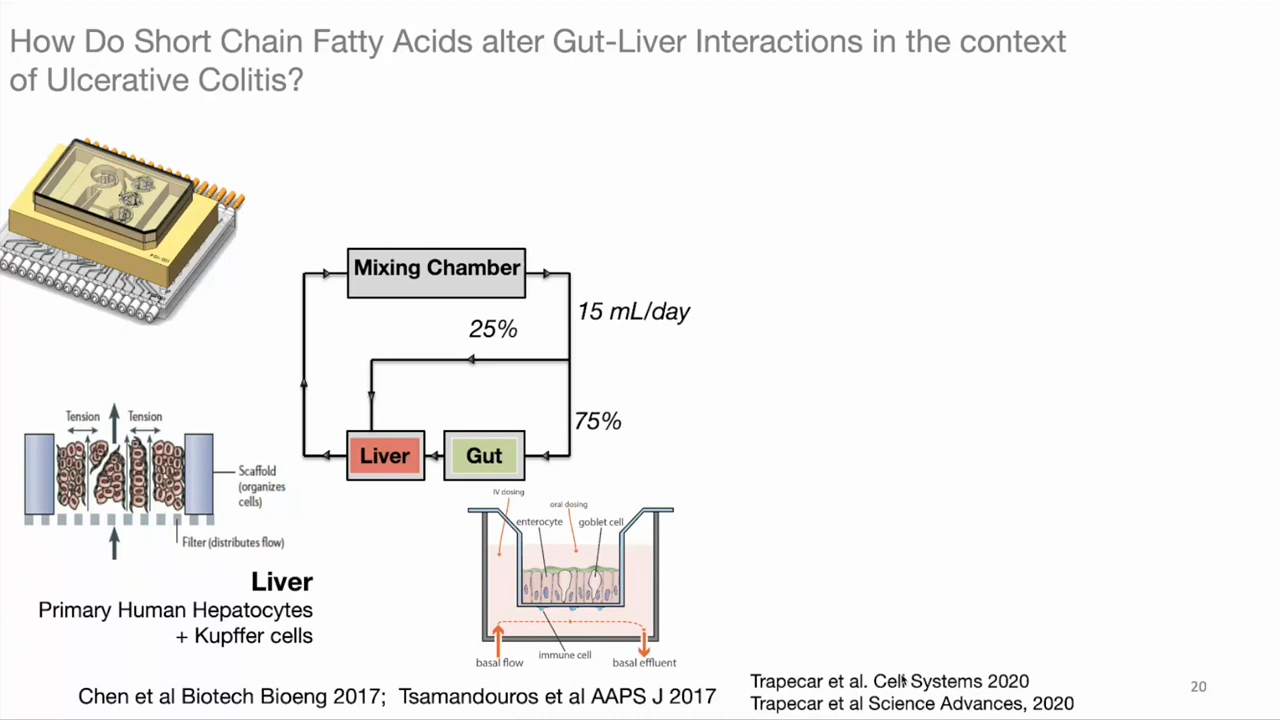 How Do Short Chain Fatty Acids alter Gut-Liver Interactions in the context
of Ulcerative Colitis?
Mixing Chamber
15 mL/day
25%
75%
Liver
Gut
Tension
Tension
Scaffold
(organizes
cells)
Filter (distributes flow)
IV dosing
oral dosing
enterocyte
goblet cell
immune cell
basal flow
basal effluent
Liver
Primary Human Hepatocytes
+ Kupffer cells
Chen et al Biotech Bioeng 2017; Tsamandouros et al AAPS J 2017
Trapecar et al. Cell Systems 2020
Trapecar et al Science Advances, 2020
20